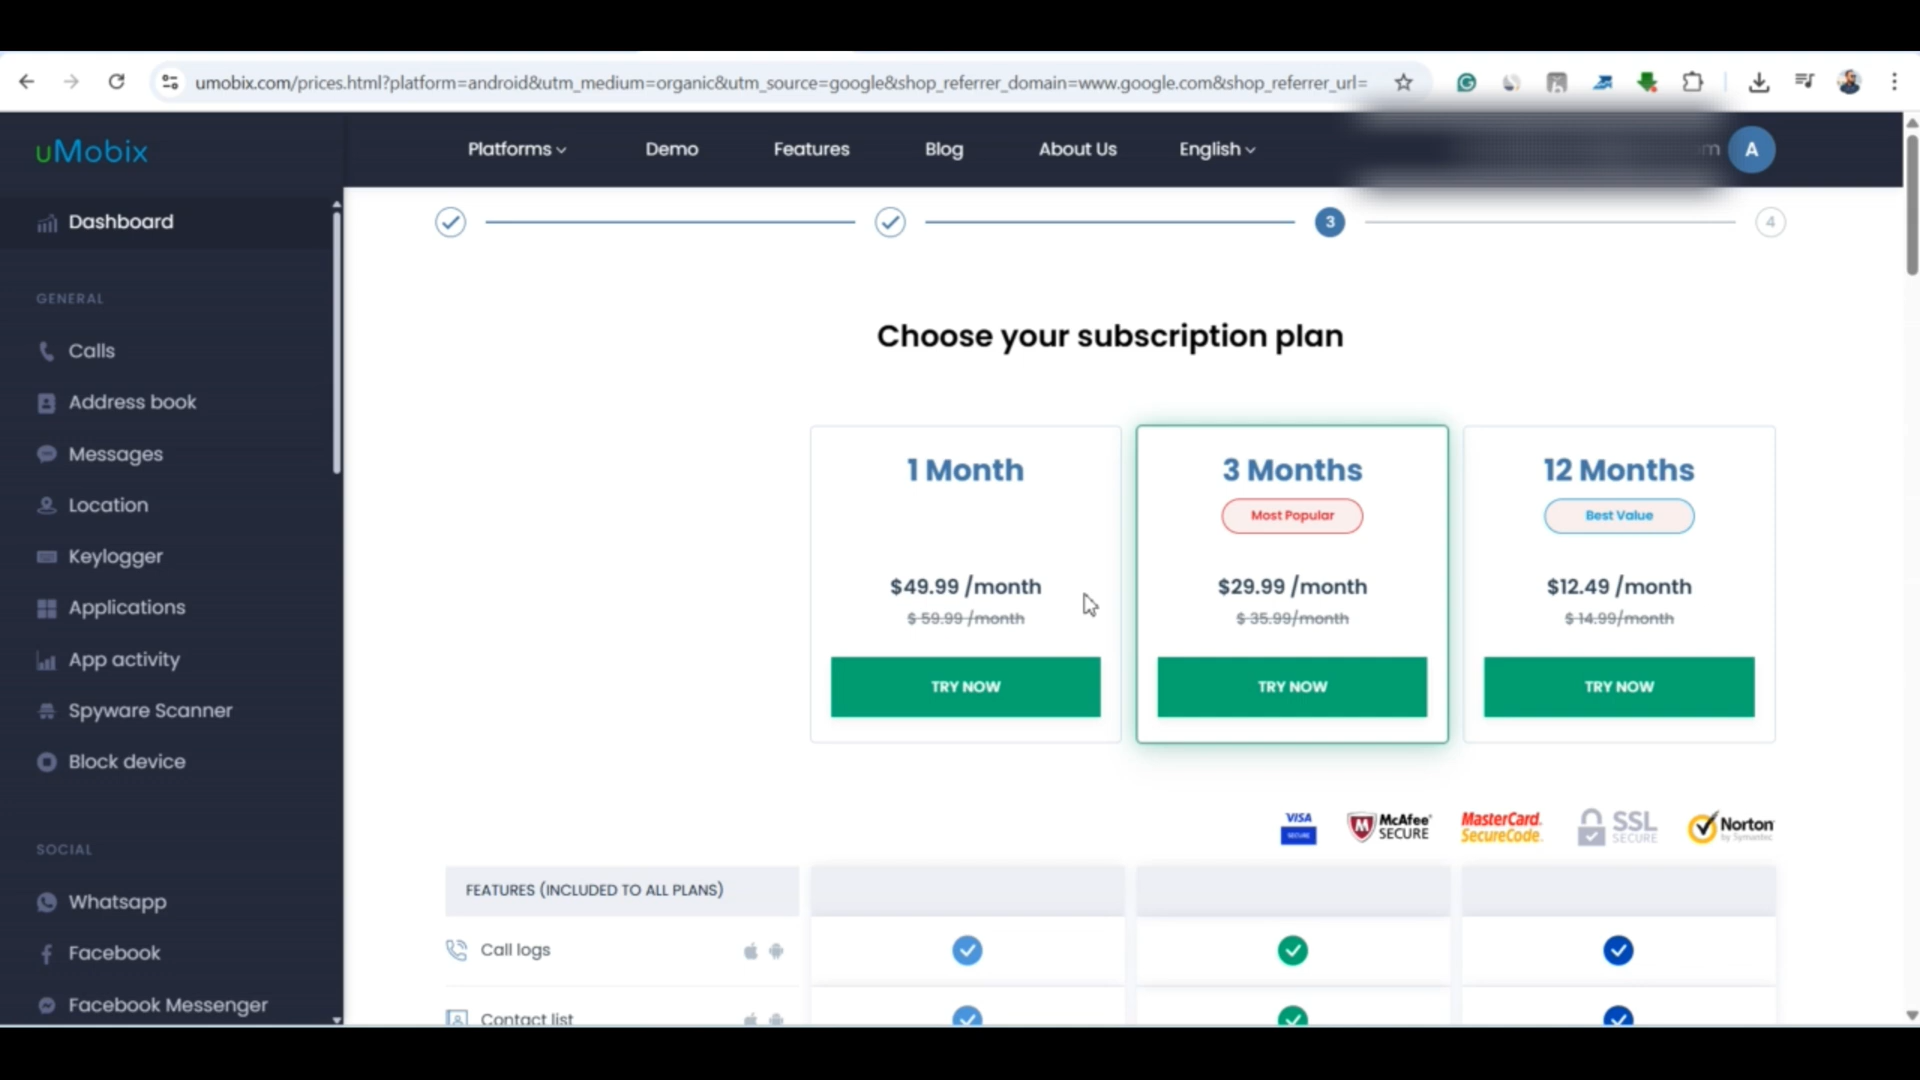 umobix.com/prices.html?platform=android&utm_medium=organic&utm_source=google&shop_referrer_domain=www.google.com&shop_referrer_url=
uMobix
Platforms
Demo
Features
Blog
About Us
English
m
A
Dashboard
GENERAL
Calls
Address book
Messages
Location
Keylogger
Applications
App activity
Spyware Scanner
Block device
SOCIAL
Whatsapp
Facebook
Facebook Messenger
3
4
Choose your subscription plan
1 Month
$49.99 /month
$ 59.99 /month
TRY NOW
3 Months
Most Popular
$29.99 /month
$ 35.99/month
TRY NOW
12 Months
Best Value
$12.49 /month
$ 14.99/month
TRY NOW
VISA
SECURE
McAfee
SECURE
MasterCard.
SecureCode.
SSL
SECURE
Norton
by Symantec
FEATURES (INCLUDED TO ALL PLANS)
Call logs
Contact list